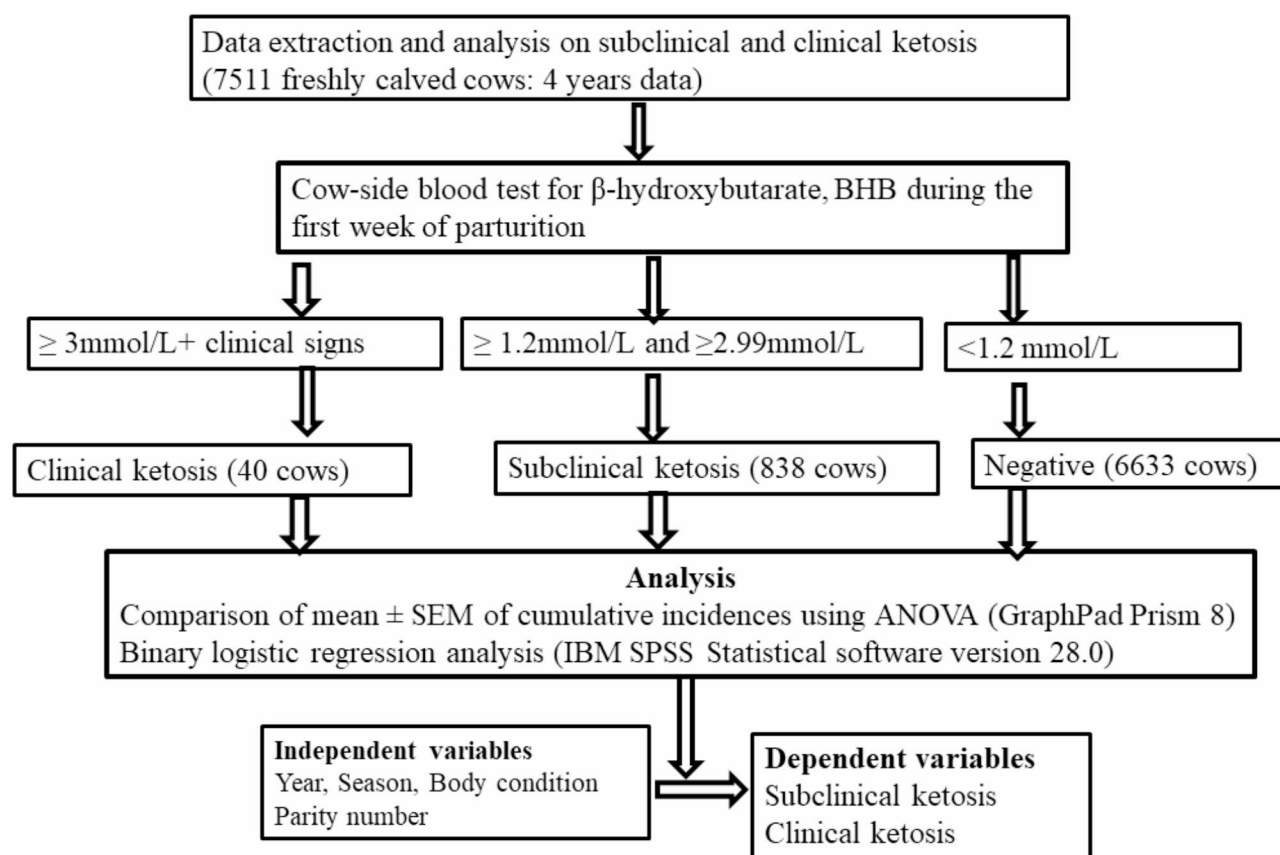 Data extraction and analysis on subclinical and clinical ketosis
(7511 freshly calved cows: 4 years data)
Cow-side blood test for β-hydroxybutarate, BHB during the
first week of parturition
≥ 3mmol/L+ clinical signs
≥ 1.2mmol/L and ≥2.99mmol/L
<1.2 mmol/L
Clinical ketosis (40 cows)
Subclinical ketosis (838 cows)
Negative (6633 cows)
Analysis
Comparison of mean ± SEM of cumulative incidences using ANOVA (GraphPad Prism 8)
Binary logistic regression analysis (IBM SPSS Statistical software version 28.0)
Independent variables
Year, Season, Body condition
Parity number
Dependent variables
Subclinical ketosis
Clinical ketosis